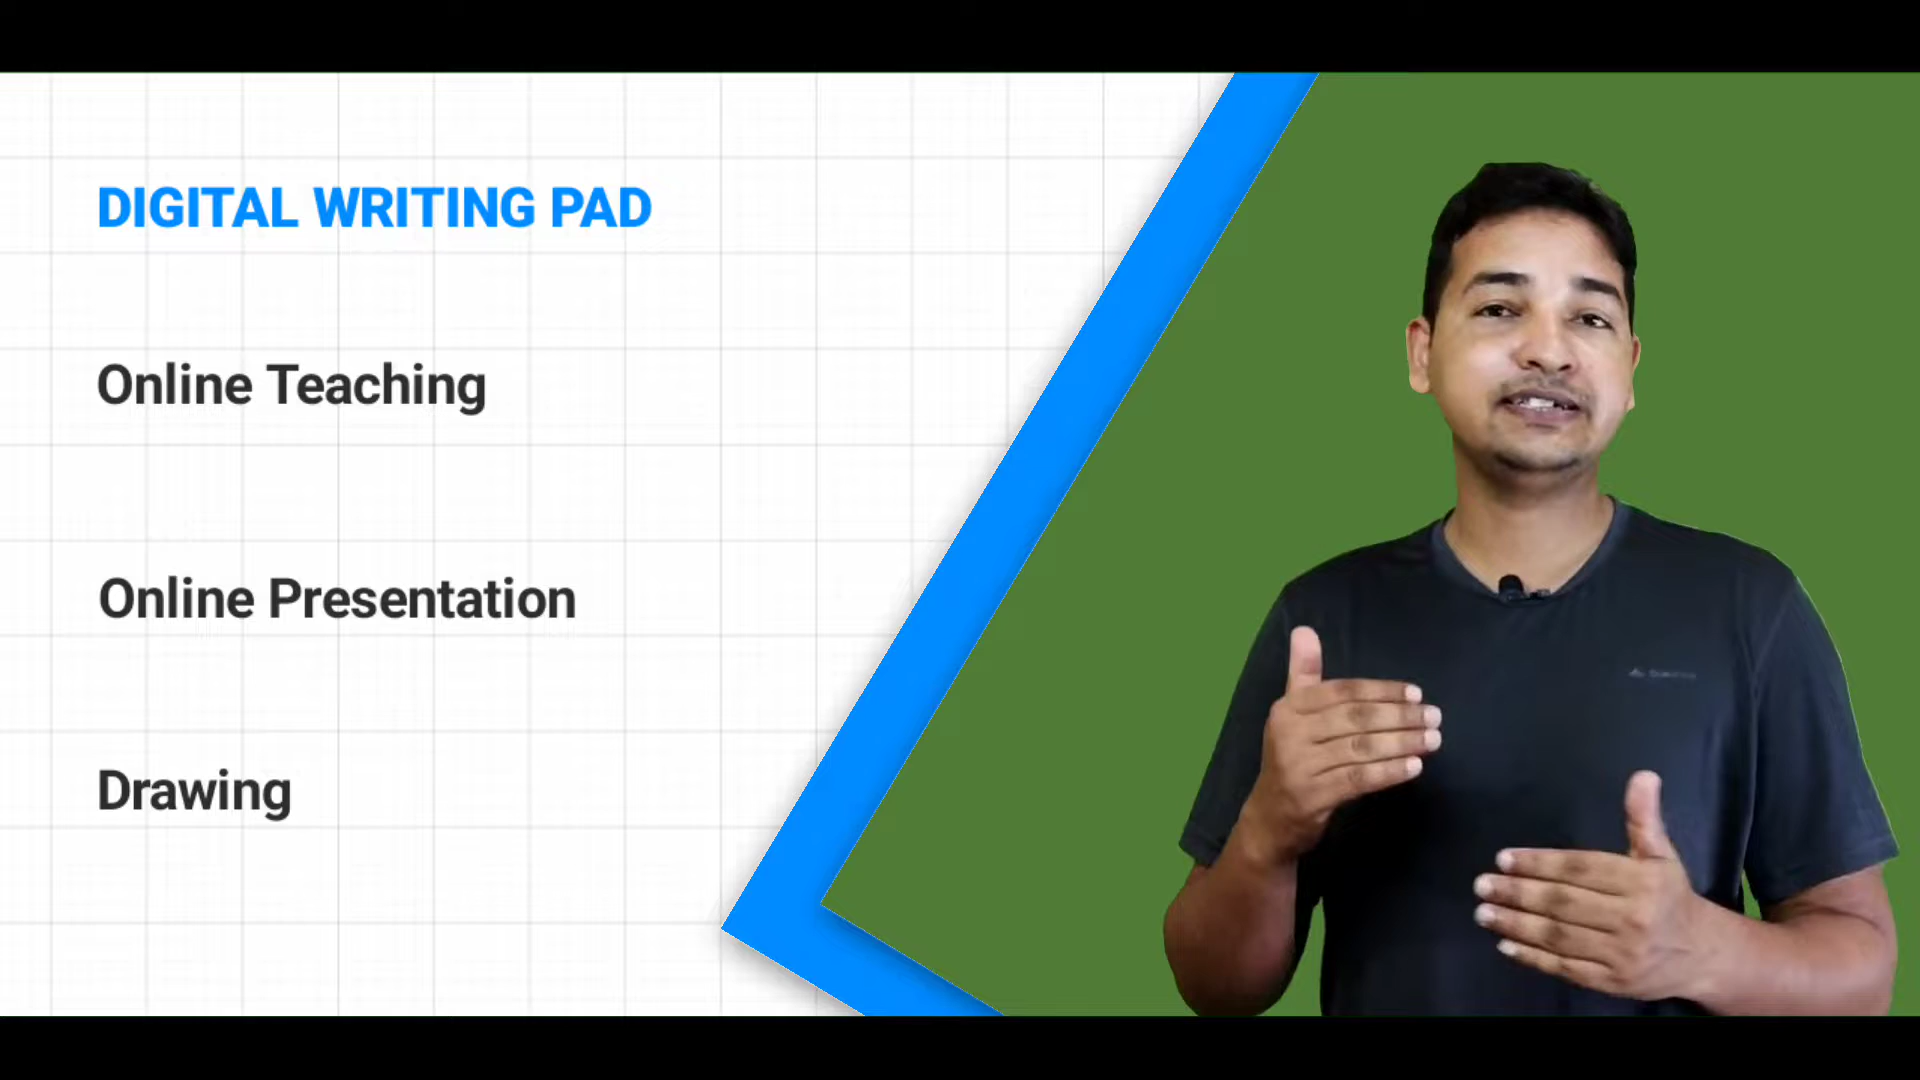 DIGITAL WRITING PAD
Online Teaching
Online Presentation
Drawing